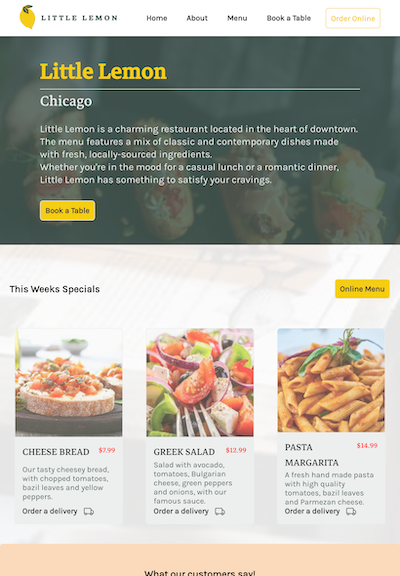 LITTLE LEMON
Home
About
Menu
Book a Table
Order Online
Little Lemon
Chicago
Little Lemon is a charming restaurant located in the heart of downtown.
The menu features a mix of classic and contemporary dishes made
with fresh, locally-sourced ingredients.
Whether you're in the mood for a casual lunch or a romantic dinner,
Little Lemon has something to satisfy your cravings.
Book a Table
This Weeks Specials
Online Menu
CHEESE BREAD $7.99
Our tasty cheesey bread,
with chopped tomatoes,
bazil leaves and yellow
peppers.
Order a delivery
GREEK SALAD $12.99
Salad with avocado,
tomatoes, Bulgarian
cheese, green peppers
and onions, with our
famous sauce.
Order a delivery
PASTA $14.99
MARGARITA
A fresh hand made pasta
with high quality
tomatoes, bazil leaves
and Parmezan cheese.
Order a delivery
What our customers say!